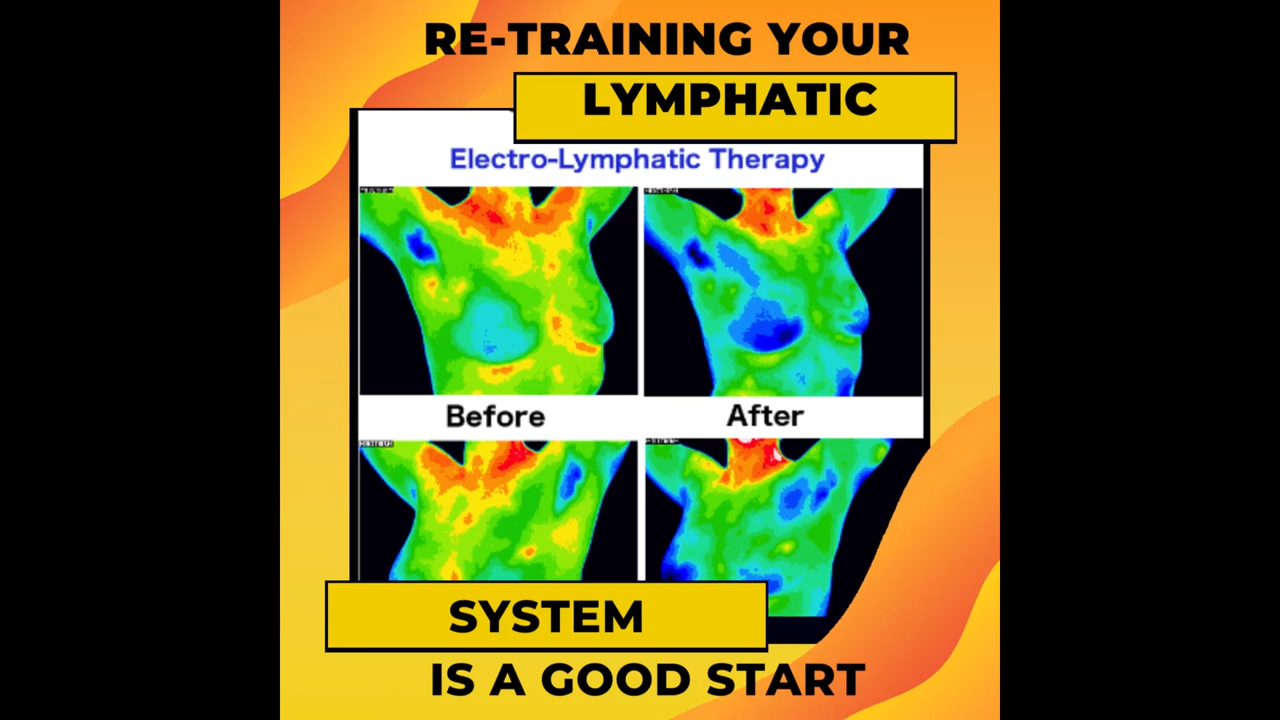 RE-TRAINING YOUR
LYMPHATIC
Electro-Lymphatic Therapy
Before
After
SYSTEM
IS A GOOD START